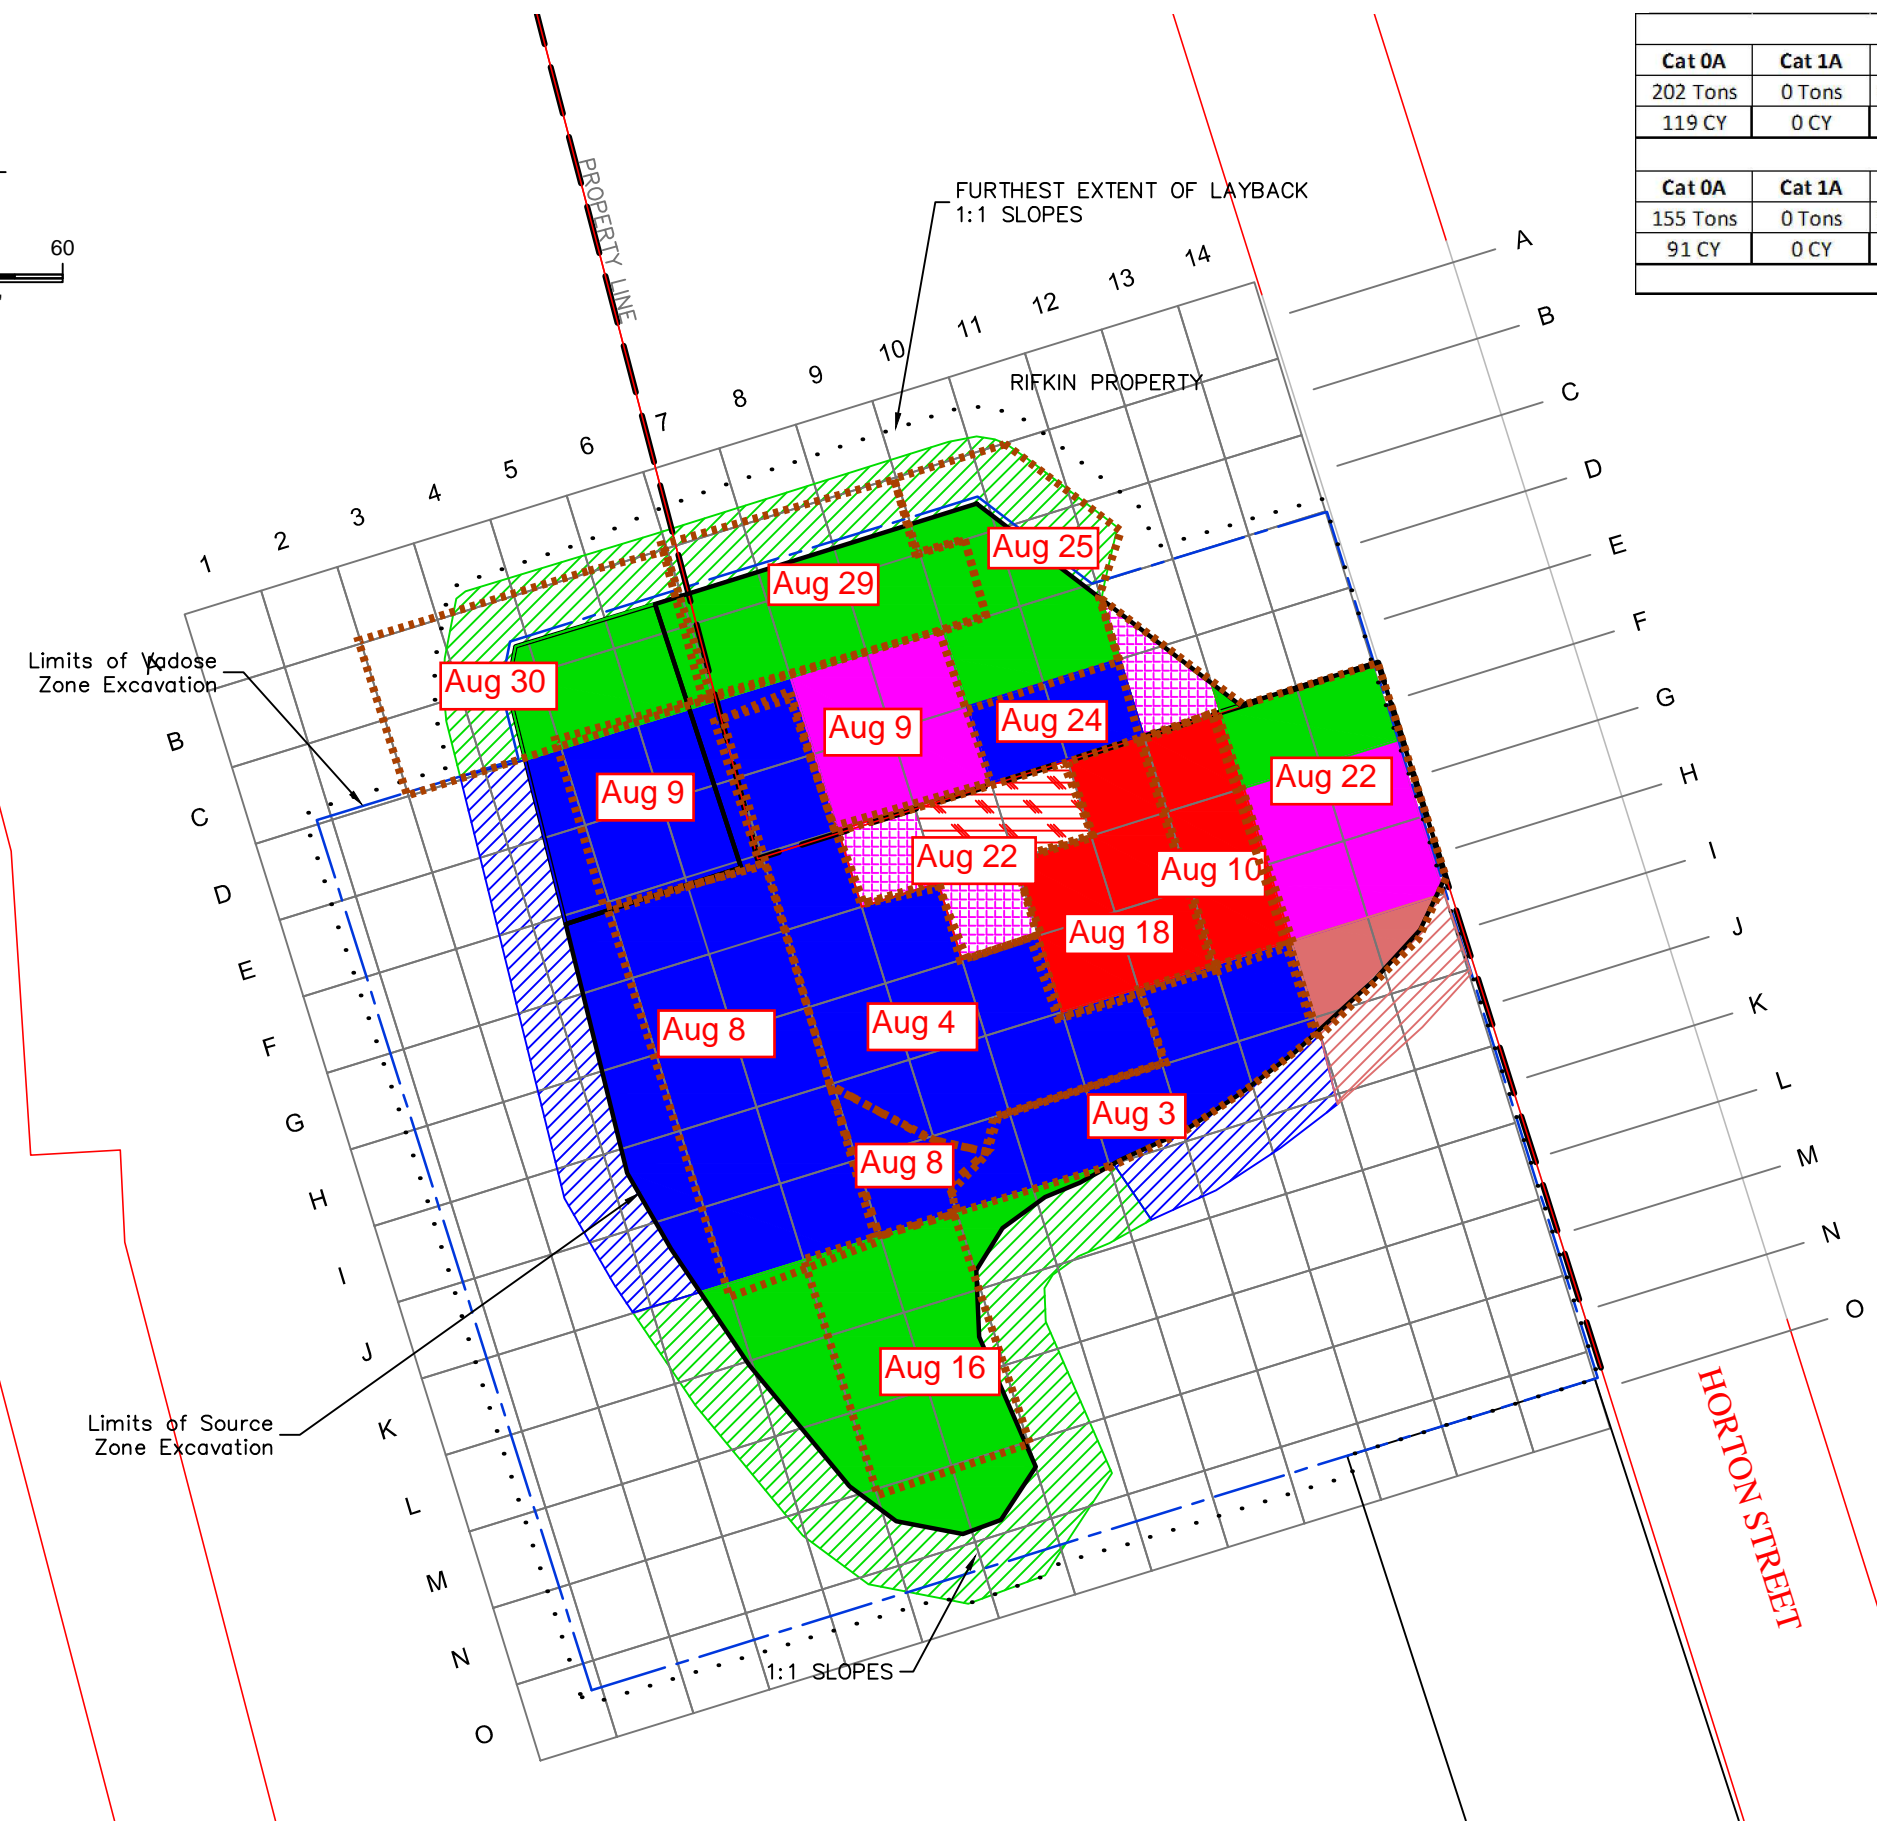 Cat 0A Cat 1A
202 Tons 0 Tons
119 CY 0 CY
Cat 0A Cat 1A
155 Tons 0 Tons
91 CY 0 CY
60
PROPERTY LINE
FURTHEST EXTENT OF LAYBACK
1:1 SLOPES
RIFKIN PROPERTY
1
2
3
4
5
6
7
8
9
10
11
12
13
14
A
B
C
D
E
F
G
H
I
J
K
L
M
N
O
Limits of Vadose
Zone Excavation
A
B
C
D
E
F
G
H
I
J
K
L
M
N
O
Aug 25
Aug 29
Aug 30
Aug 9
Aug 24
Aug 9
Aug 22
Aug 22
Aug 10
Aug 18
Aug 8
Aug 4
Aug 3
Aug 8
Aug 16
Limits of Source
Zone Excavation
1:1 SLOPES
HORTON STREET